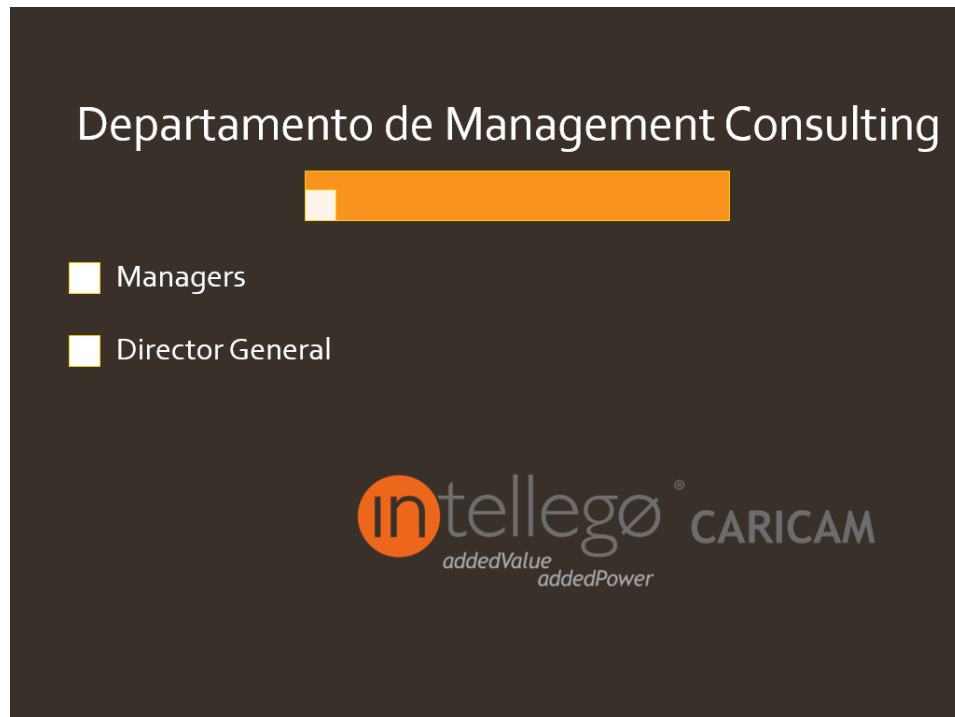 Departamento de Management Consulting
Managers
Director General
intellegø ® CARICAM
addedValue
addedPower